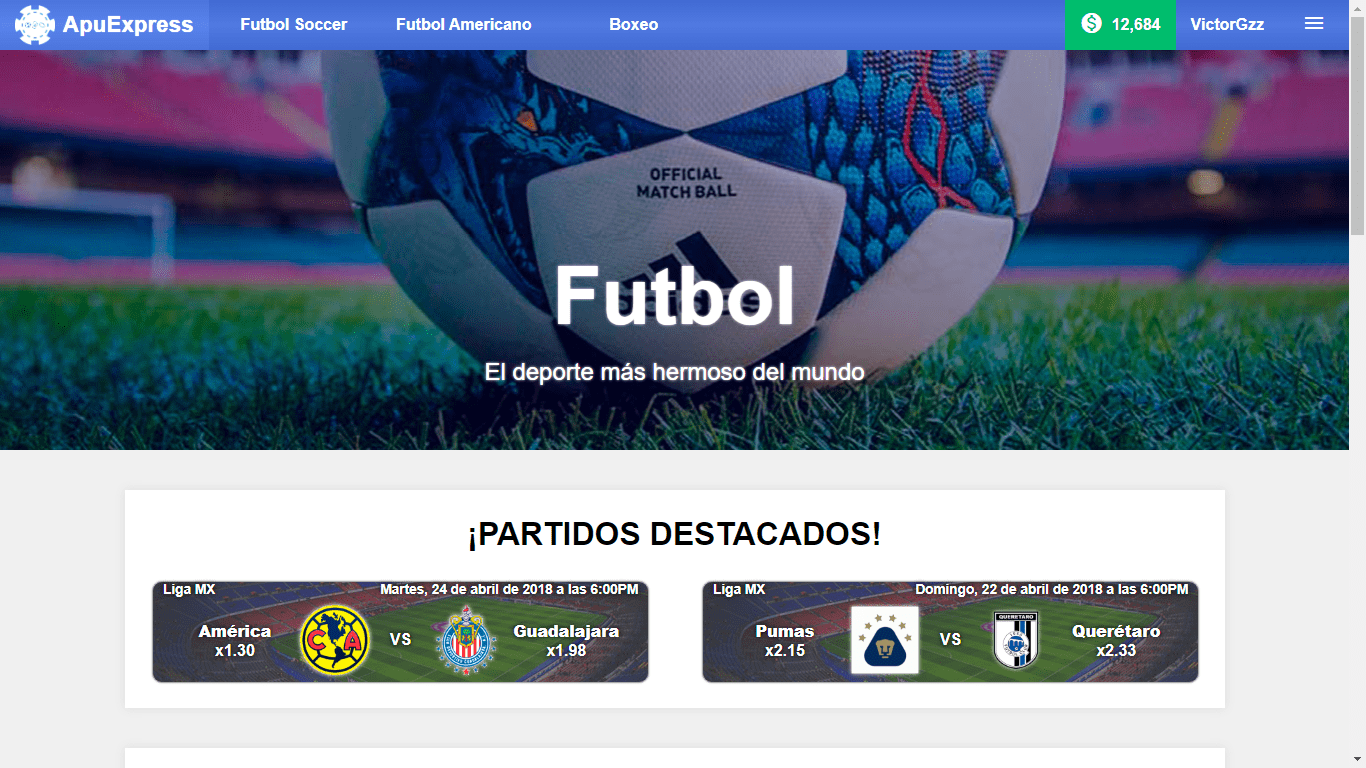 ApuExpress
Futbol Soccer
Futbol Americano
Boxeo
12,684
VictorGzz
OFFICIAL
MATCH BALL
Futbol
El deporte más hermoso del mundo
¡PARTIDOS DESTACADOS!
Liga MX
Martes, 24 de abril de 2018 a las 6:00PM
América
x1.30
CA
VS
Guadalajara
x1.98
Liga MX
Domingo, 22 de abril de 2018 a las 6:00PM
Pumas
x2.15
VS
QUERETARO
Querétaro
x2.33